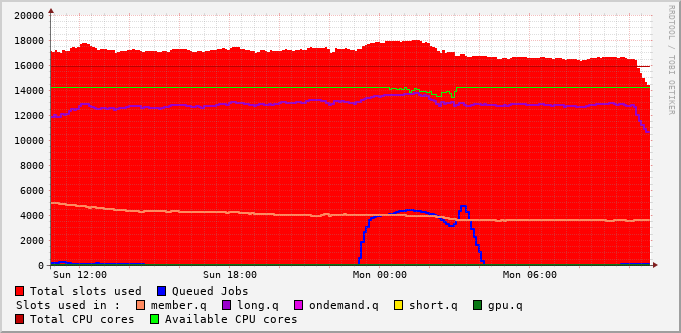 20000
18000
16000
14000
12000
10000
8000
6000
4000
2000
0
Sun 12:00 Sun 18:00 Mon 00:00 Mon 06:00
RRDTOOL / TOBI OETIKER
Total slots used Queued Jobs
Slots used in : member.q long.q ondemand.q short.q gpu.q
Total CPU cores Available CPU cores